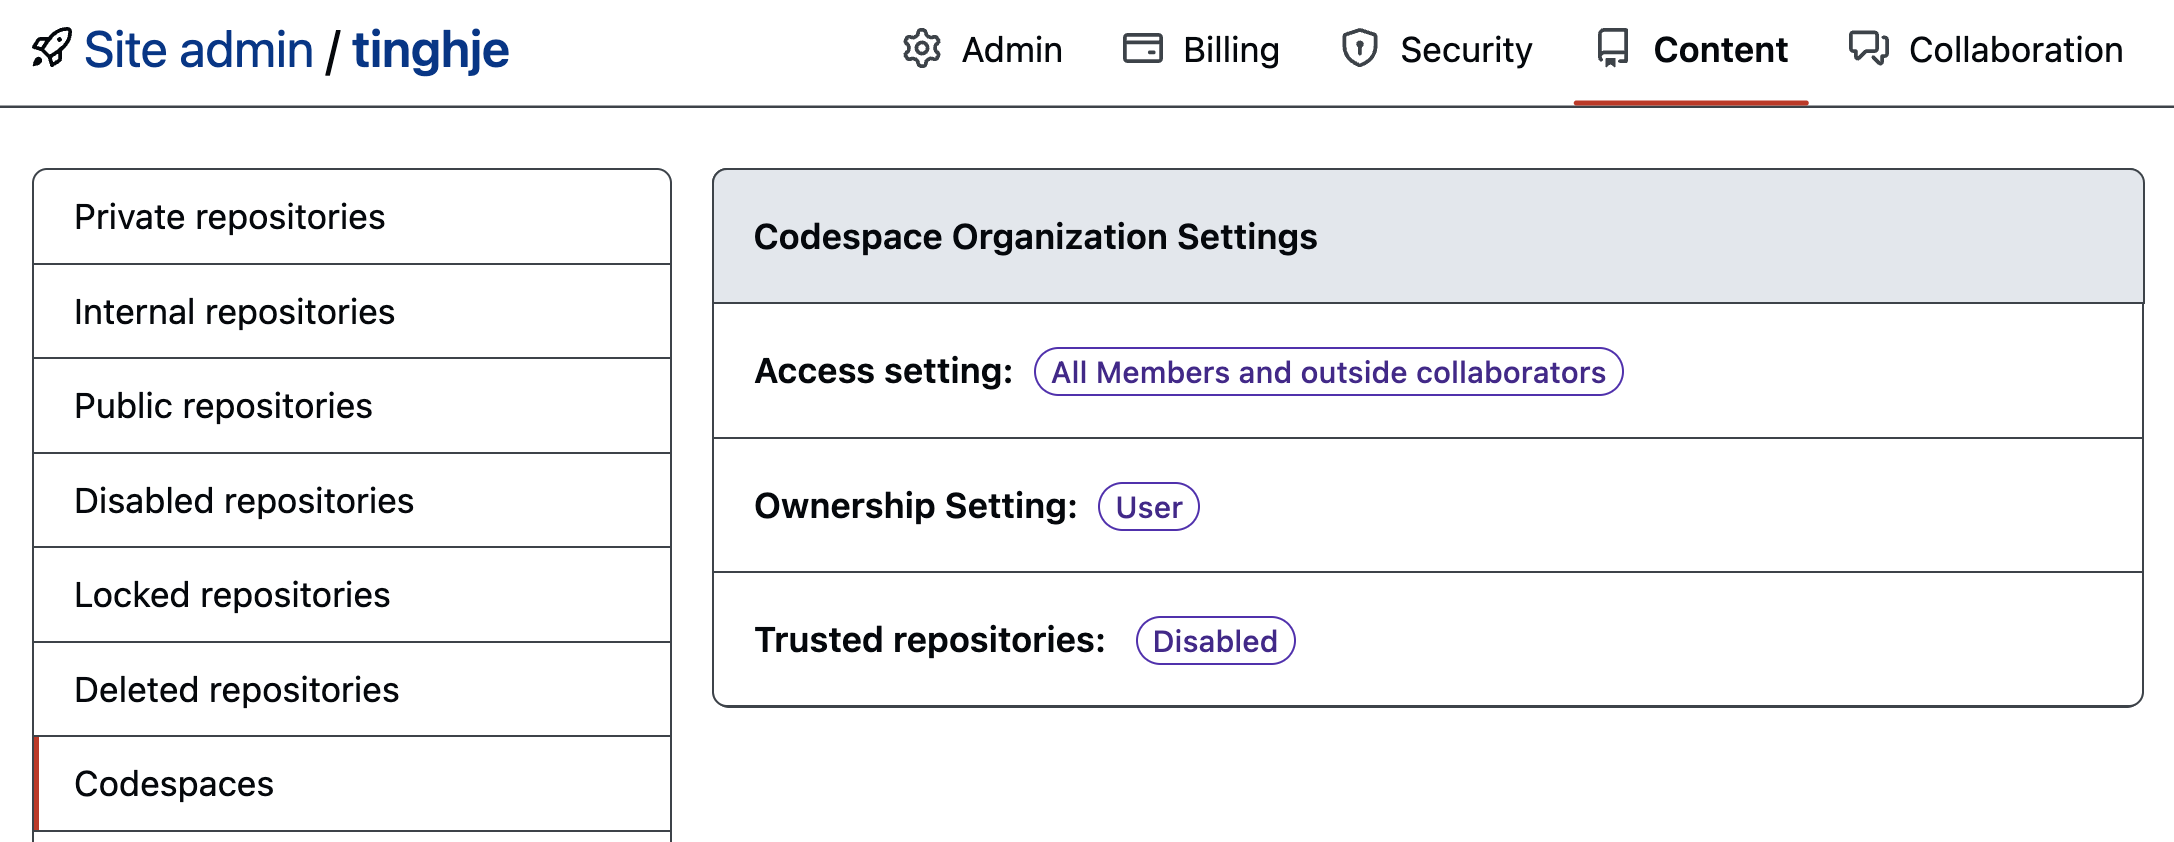 Site admin / tinghje
Admin
Billing
Security
Content
Collaboration
Private repositories
Internal repositories
Public repositories
Disabled repositories
Locked repositories
Deleted repositories
Codespaces
Codespace Organization Settings
Access setting: All Members and outside collaborators
Ownership Setting: User
Trusted repositories: Disabled